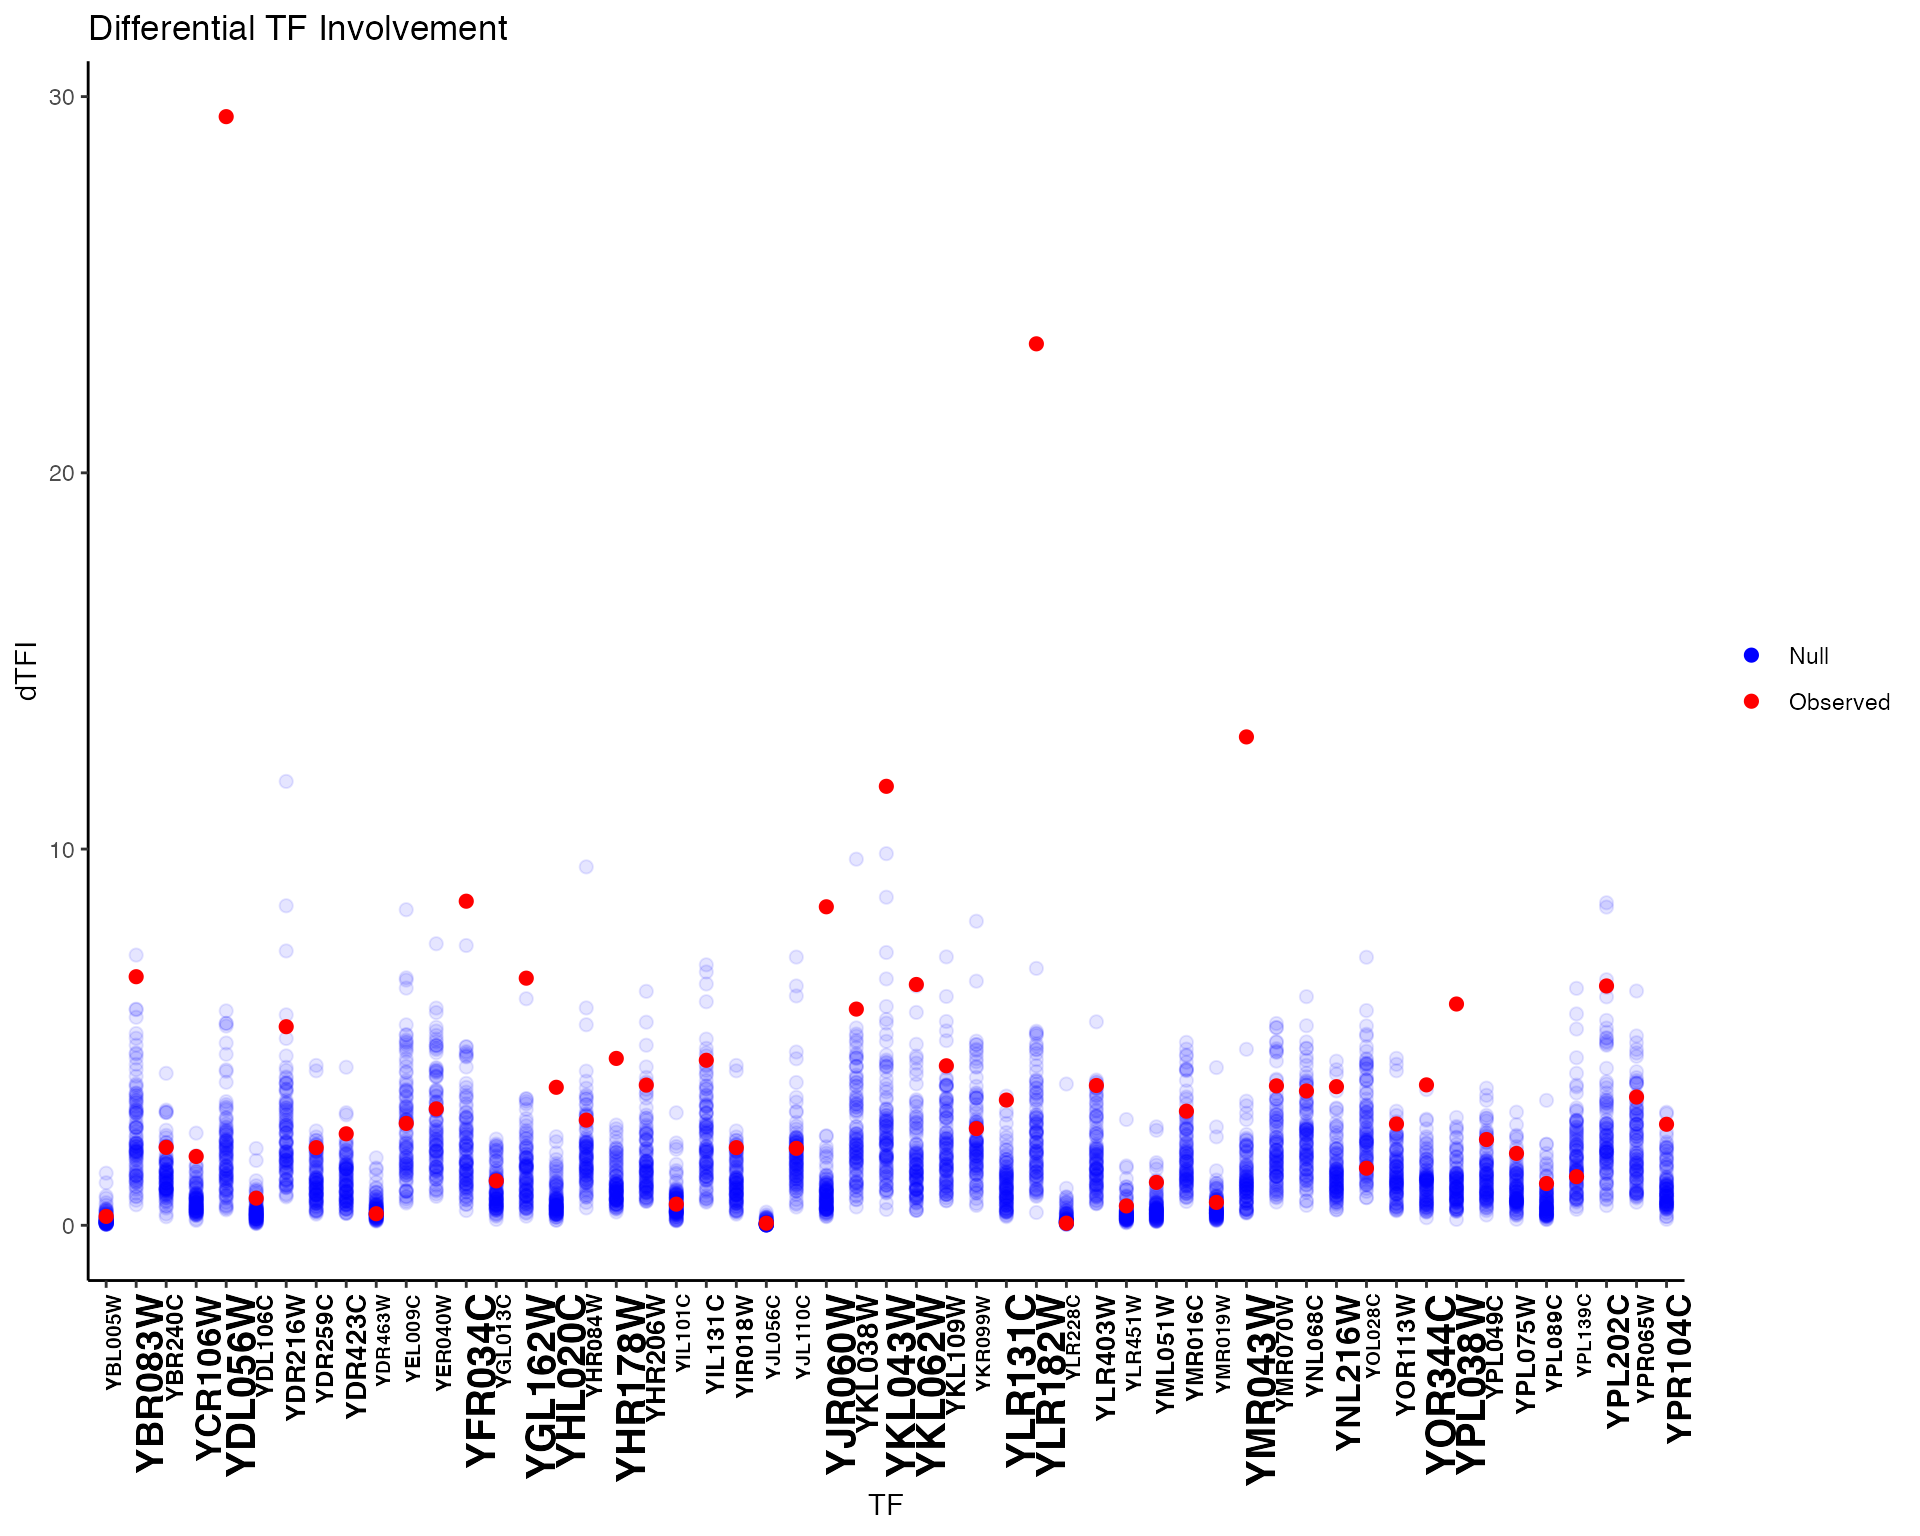 Differential TF Involvement
30
20
10
0
dTFI
Null
Observed
YBL005W
YBR083W
YBR240C
YCR106W
YDL056W
YDL106C
YDR216W
YDR259C
YDR423C
YDR463W
YEL009C
YER040W
YFR034C
YGL013C
YGL162W
YHL020C
YHR084W
YHR178W
YHR206W
YIL101C
YIL131C
YIR018W
YJL056C
YJL110C
YJR060W
YKL038W
YKL043W
YKL062W
YKL109W
YKR099W
YLR131C
YLR182W
YLR228C
YLR403W
YLR451W
YML051W
YMR016C
YMR019W
YMR043W
YMR070W
YNL068C
YNL216W
YOL028C
YOR113W
YOR344C
YPL038W
YPL049C
YPL075W
YPL089C
YPL139C
YPL202C
YPR065W
YPR104C
TF